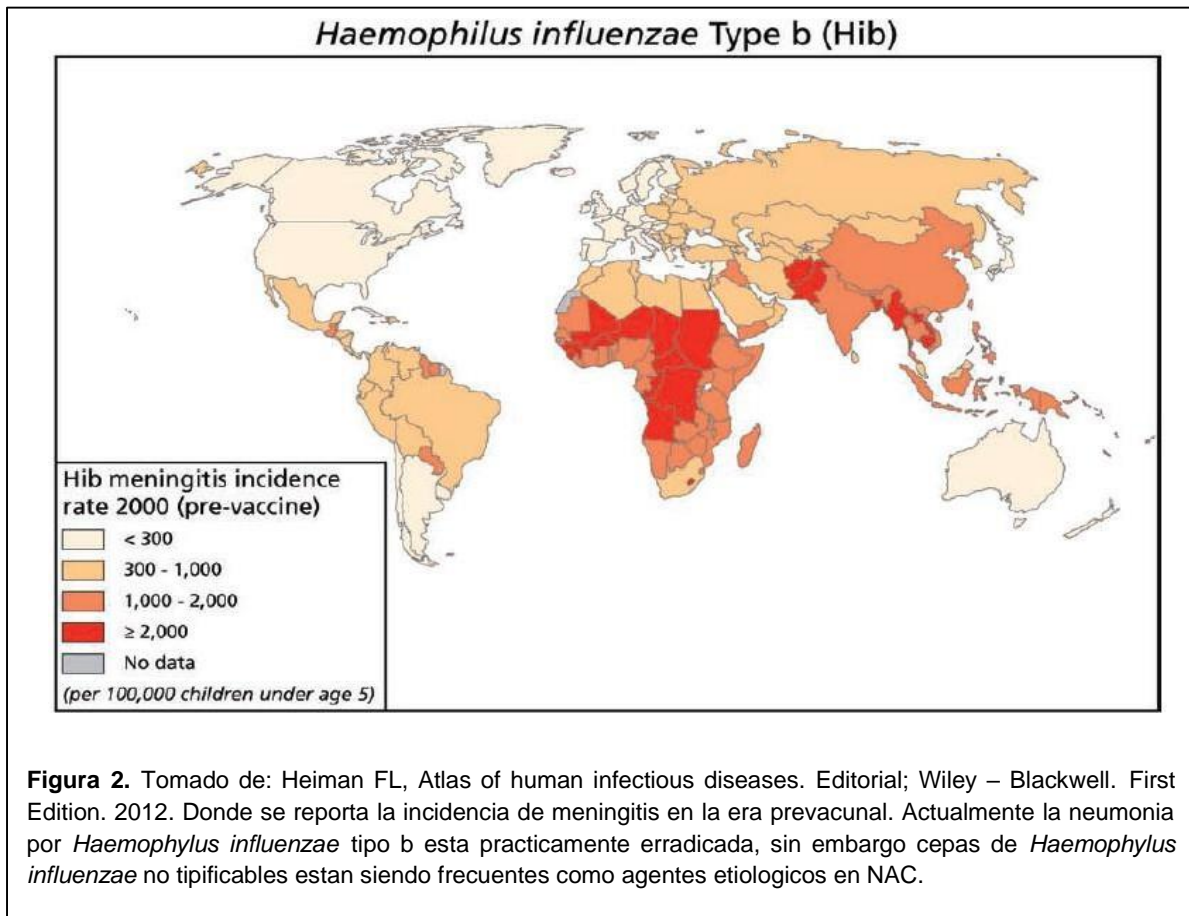 Haemophilus influenzae Type b (Hib)
Hib meningitis incidence
rate 2000 (pre-vaccine)
< 300
300 - 1,000
1,000 - 2,000
≥ 2,000
No data
(per 100,000 children under age 5)
Figura 2. Tomado de: Heiman FL, Atlas of human infectious diseases. Editorial; Wiley – Blackwell. First
Edition. 2012. Donde se reporta la incidencia de meningitis en la era prevacunal. Actualmente la neumonia
por Haemophylus influenzae tipo b esta practicamente erradicada, sin embargo cepas de Haemophylus
influenzae no tipificables estan siendo frecuentes como agentes etiologicos en NAC.